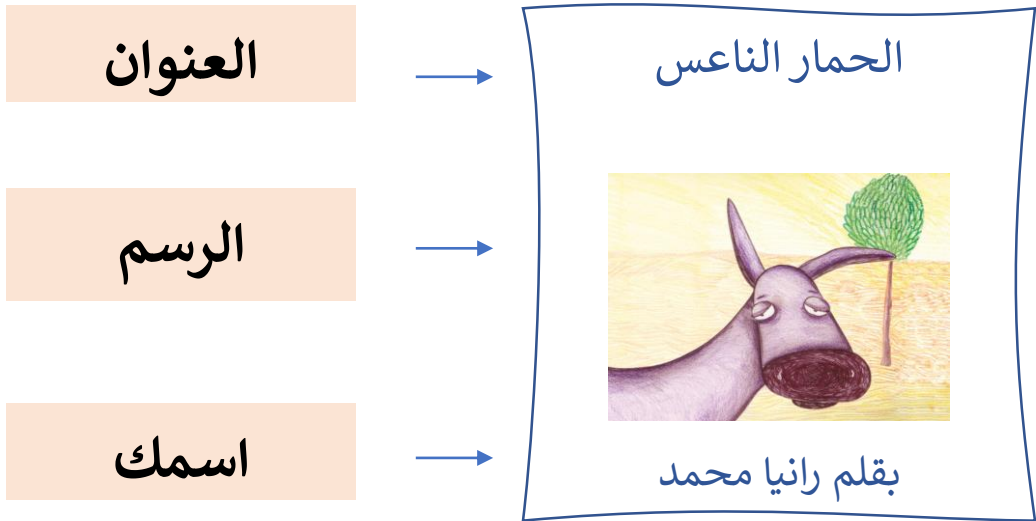 العنوان
الحمار الناعس
الرسم
اسمك
بقلم رانيا محمد